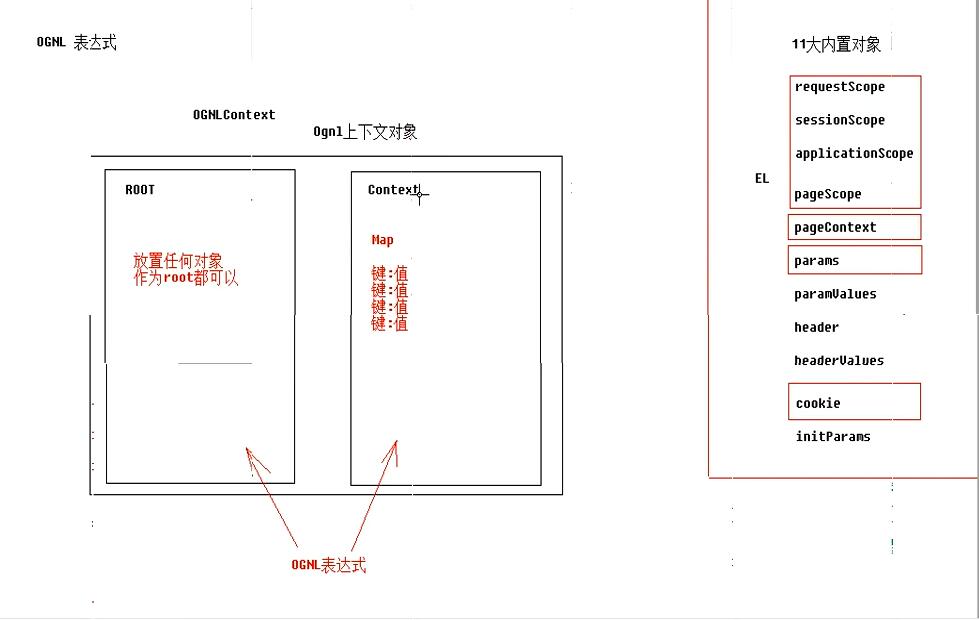 OGNL 表达式
OGNLContext
Ognl上下文对象
ROOT
放置任何对象
作为root都可以
Context
Map
键:值
键:值
键:值
键:值
OGNL表达式
11大内置对象
EL
requestScope
sessionScope
applicationScope
pageScope
pageContext
params
paramValues
header
headerValues
cookie
initParams